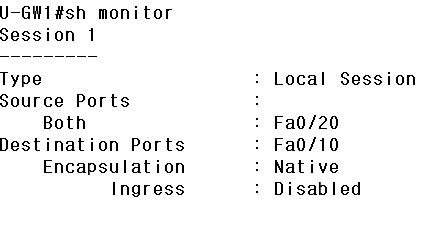 U-GW1#sh monitor
Session 1
---------
Type                   : Local Session
Source Ports           :
    Both               : Fa0/20
Destination Ports      : Fa0/10
    Encapsulation      : Native
          Ingress      : Disabled